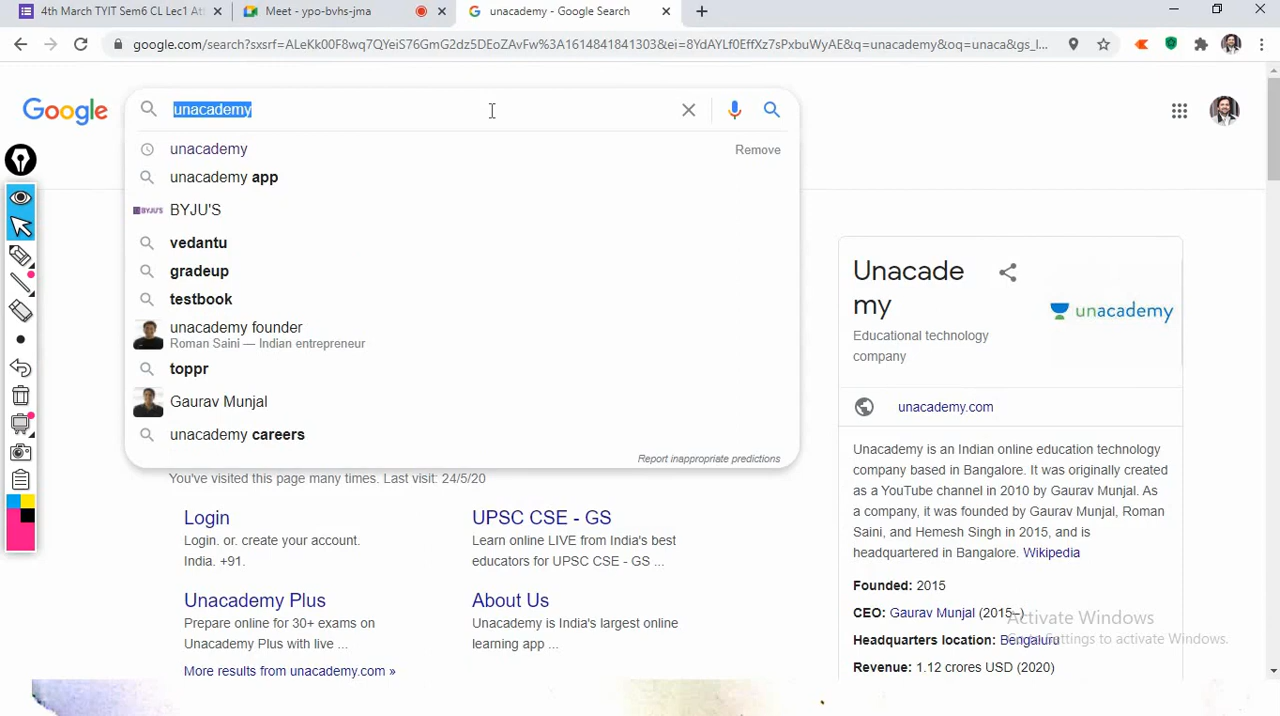 4th March TYIT Sem6 CL Lec1 At
Meet - ypo-bvhs-jma
unacademy - Google Search
google.com/search?sxsrf=ALeKk00F8wq7QYeiS76GmG2dz5DEoZAvFw%3A1614841841303&ei=8YdAYLf0EffXz7sPxbuWyAE&q=unacademy&oq=unaca&gs_l...
Google
unacademy
unacademy
Remove
unacademy app
BYJU'S
BYJU'S
vedantu
gradeup
testbook
unacademy founder
Roman Saini — Indian entrepreneur
toppr
Gaurav Munjal
unacademy careers
Report inappropriate predictions
You've visited this page many times. Last visit: 24/5/20
Login
Login. or. create your account.
India. +91.
UPSC CSE - GS
Learn online LIVE from India's best
educators for UPSC CSE - GS ...
Unacademy Plus
Prepare online for 30+ exams on
Unacademy Plus with live ...
About Us
Unacademy is India's largest online
learning app ...
More results from unacademy.com »
Unacade
my
unacademy
Educational technology
company
unacademy.com
Unacademy is an Indian online education technology
company based in Bangalore. It was originally created
as a YouTube channel in 2010 by Gaurav Munjal. As
a company, it was founded by Gaurav Munjal, Roman
Saini, and Hemesh Singh in 2015, and is
headquartered in Bangalore. Wikipedia
Founded: 2015
CEO: Gaurav Munjal (2015–)
Headquarters location: Bengaluru
Revenue: 1.12 crores USD (2020)
Activate Windows
Go to Settings to activate Windows.